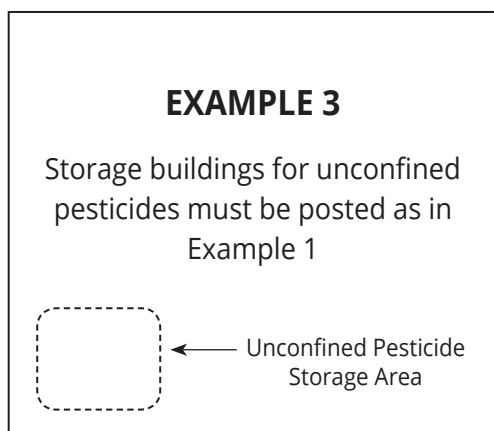 EXAMPLE 3
Storage buildings for unconfined
pesticides must be posted as in
Example 1
Unconfined Pesticide
Storage Area